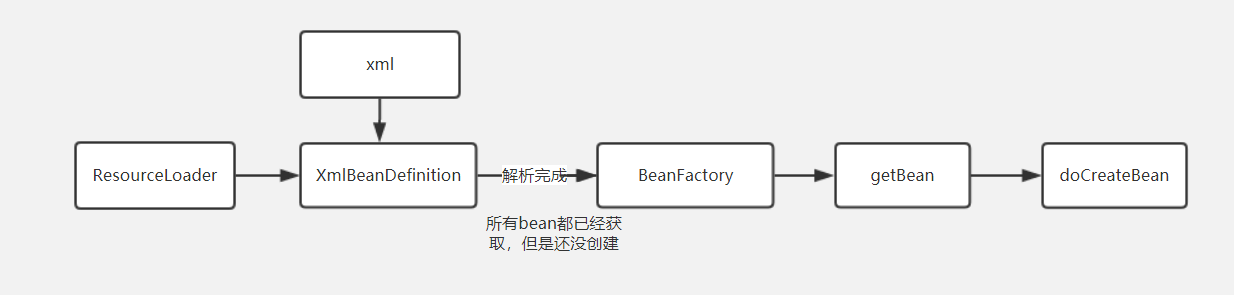 xml
ResourceLoader
XmlBeanDefinition
解析完成
BeanFactory
getBean
doCreateBean
所有bean都已经获
取，但是还没创建